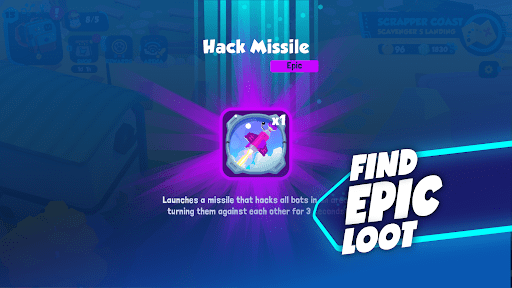 SCRAPPER COAST
Hack Missile
Epic
x1
Launches a missile that hacks all bots in
turning them against each other for 3 seconds
FIND
EPIC
LOOT